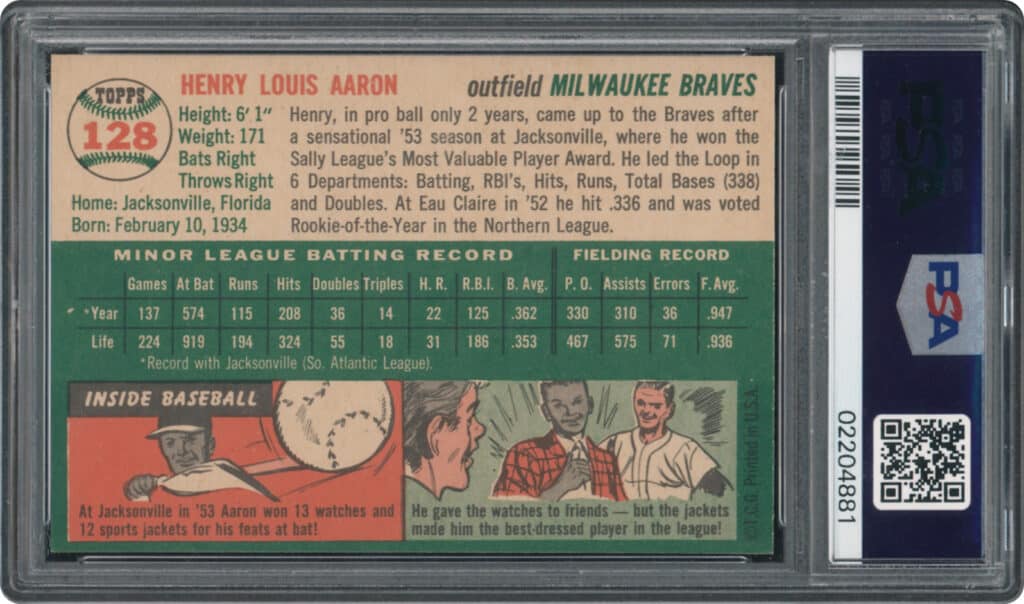 TOPPS
128
HENRY LOUIS AARON
outfield MILWAUKEE BRAVES
Height: 6' 1"
Weight: 171
Bats Right
Throws Right
Home: Jacksonville, Florida
Born: February 10, 1934
Henry, in pro ball only 2 years, came up to the Braves after
a sensational '53 season at Jacksonville, where he won the
Sally League's Most Valuable Player Award. He led the Loop in
6 Departments: Batting, RBI's, Hits, Runs, Total Bases (338)
and Doubles. At Eau Claire in '52 he hit .336 and was voted
Rookie-of-the-Year in the Northern League.
MINOR LEAGUE BATTING RECORD FIELDING RECORD
Games At Bat Runs Hits Doubles Triples H. R. R.B.I. B. Avg. P. O. Assists Errors F. Avg.
*Year 137 574 115 208 36 14 22 125 .362 330 310 36 .947
Life 224 919 194 324 55 18 31 186 .353 467 575 71 .936
*Record with Jacksonville (So. Atlantic League).
INSIDE BASEBALL
At Jacksonville in '53 Aaron won 13 watches and
12 sports jackets for his feats at bat!
He gave the watches to friends — but the jackets
made him the best-dressed player in the league!
©T.C.G. Printed in U.S.A.
PSA
PSA
02204881